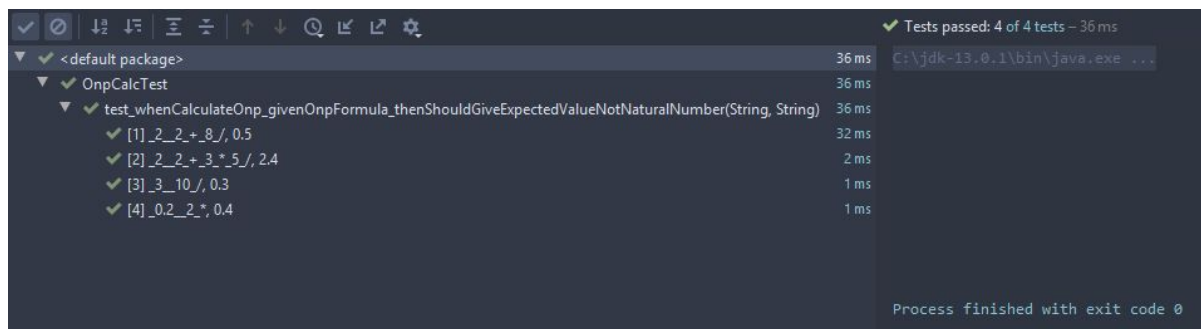 Tests passed: 4 of 4 tests – 36 ms
<default package> 36 ms
C:\jdk-13.0.1\bin\java.exe ...
OnpCalcTest 36 ms
test_whenCalculateOnp_givenOnpFormula_thenShouldGiveExpectedValueNotNaturalNumber(String, String) 36 ms
[1] _2__2_+_8_/, 0.5 32 ms
[2] _2__2_+_3_*_5_/, 2.4 2 ms
[3] _3__10_/, 0.3 1 ms
[4] _0.2__2_*, 0.4 1 ms
Process finished with exit code 0